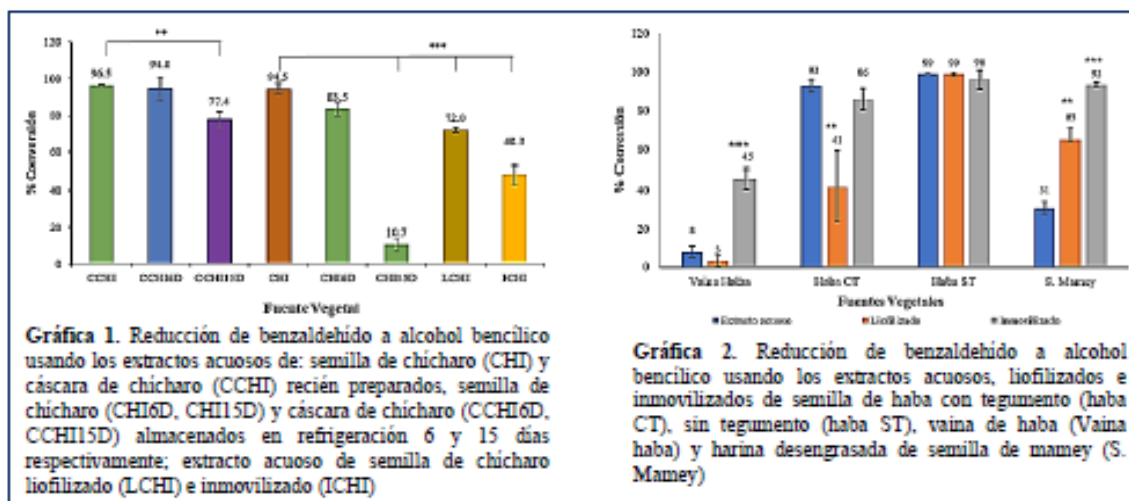 **
***
96.5
94.8
77.4
94.5
83.5
10.7
72.0
48.3
% Conversión
120
100
80
60
40
20
0
CCHI
CCHI6D
CCHI15D
CHI
CHI6D
CHI15D
LCHI
ICHI
Fuente Vegetal
Gráfica 1. Reducción de benzaldehído a alcohol bencílico
usando los extractos acuosos de: semilla de chícharo (CHI) y
cáscara de chícharo (CCHI) recién preparados, semilla de
chícharo (CHI6D, CHI15D) y cáscara de chícharo (CCHI6D,
CCHI15D) almacenados en refrigeración 6 y 15 días
respectivamente; extracto acuoso de semilla de chícharo
liofilizado (LCHI) e inmovilizado (ICHI)
% Conversión
120
100
80
60
40
20
0
8
***
45
93
**
41
86
99
99
98
31
**
65
***
93
Vaina Haba
Haba CT
Haba ST
S. Mamey
Fuentes Vegetales
Extracto acuoso
Liofilizado
Inmovilizado
Gráfica 2. Reducción de benzaldehído a alcohol
bencílico usando los extractos acuosos, liofilizados e
inmovilizados de semilla de haba con tegumento (haba
CT), sin tegumento (haba ST), vaina de haba (Vaina
haba) y harina desengrasada de semilla de mamey (S.
Mamey)